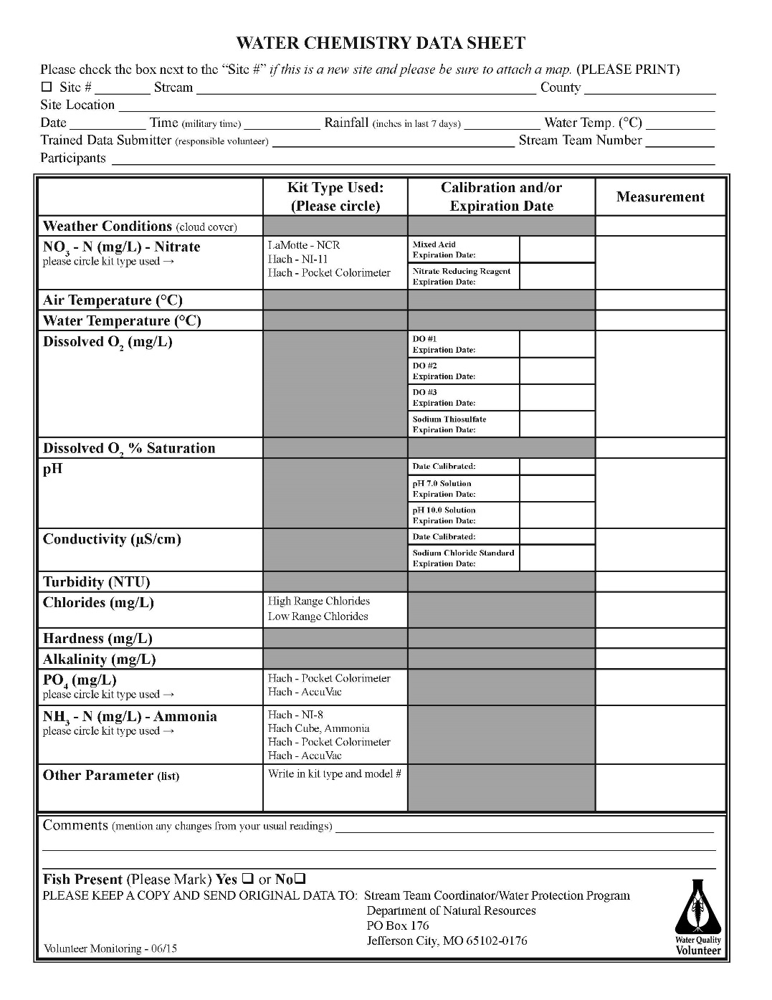 WATER CHEMISTRY DATA SHEET
Please check the box next to the “Site #” if this is a new site and please be sure to attach a map. (PLEASE PRINT)
☐ Site # ________ Stream ________ County ________
Site Location ________
Date ________ Time (military time) ________ Rainfall (inches in last 7 days) ________ Water Temp. (°C) ________
Trained Data Submitter (responsible volunteer) ________ Stream Team Number ________
Participants ________
Kit Type Used:
(Please circle)
Calibration and/or
Expiration Date
Measurement
Weather Conditions (cloud cover)
NO3 - N (mg/L) - Nitrate
please circle kit type used →
LaMotte - NCR
Hach - NI-11
Hach - Pocket Colorimeter
Mixed Acid
Expiration Date:
Nitrate Reducing Reagent
Expiration Date:
Air Temperature (°C)
Water Temperature (°C)
Dissolved O2 (mg/L)
DO #1
Expiration Date:
DO #2
Expiration Date:
DO #3
Expiration Date:
Sodium Thiosulfate
Expiration Date:
Dissolved O2 % Saturation
pH
Date Calibrated:
pH 7.0 Solution
Expiration Date:
pH 10.0 Solution
Expiration Date:
Conductivity (µS/cm)
Date Calibrated:
Sodium Chloride Standard
Expiration Date:
Turbidity (NTU)
Chlorides (mg/L)
High Range Chlorides
Low Range Chlorides
Hardness (mg/L)
Alkalinity (mg/L)
PO4 (mg/L)
please circle kit type used →
Hach - Pocket Colorimeter
Hach - AccuVac
NH3 - N (mg/L) - Ammonia
please circle kit type used →
Hach - NI-8
Hach Cube, Ammonia
Hach - Pocket Colorimeter
Hach - AccuVac
Other Parameter (list)
Write in kit type and model #
Comments (mention any changes from your usual readings) ________
Fish Present (Please Mark) Yes ❑ or No❑
PLEASE KEEP A COPY AND SEND ORIGINAL DATA TO: Stream Team Coordinator/Water Protection Program
Department of Natural Resources
PO Box 176
Jefferson City, MO 65102-0176
Volunteer Monitoring - 06/15
Water Quality
Volunteer